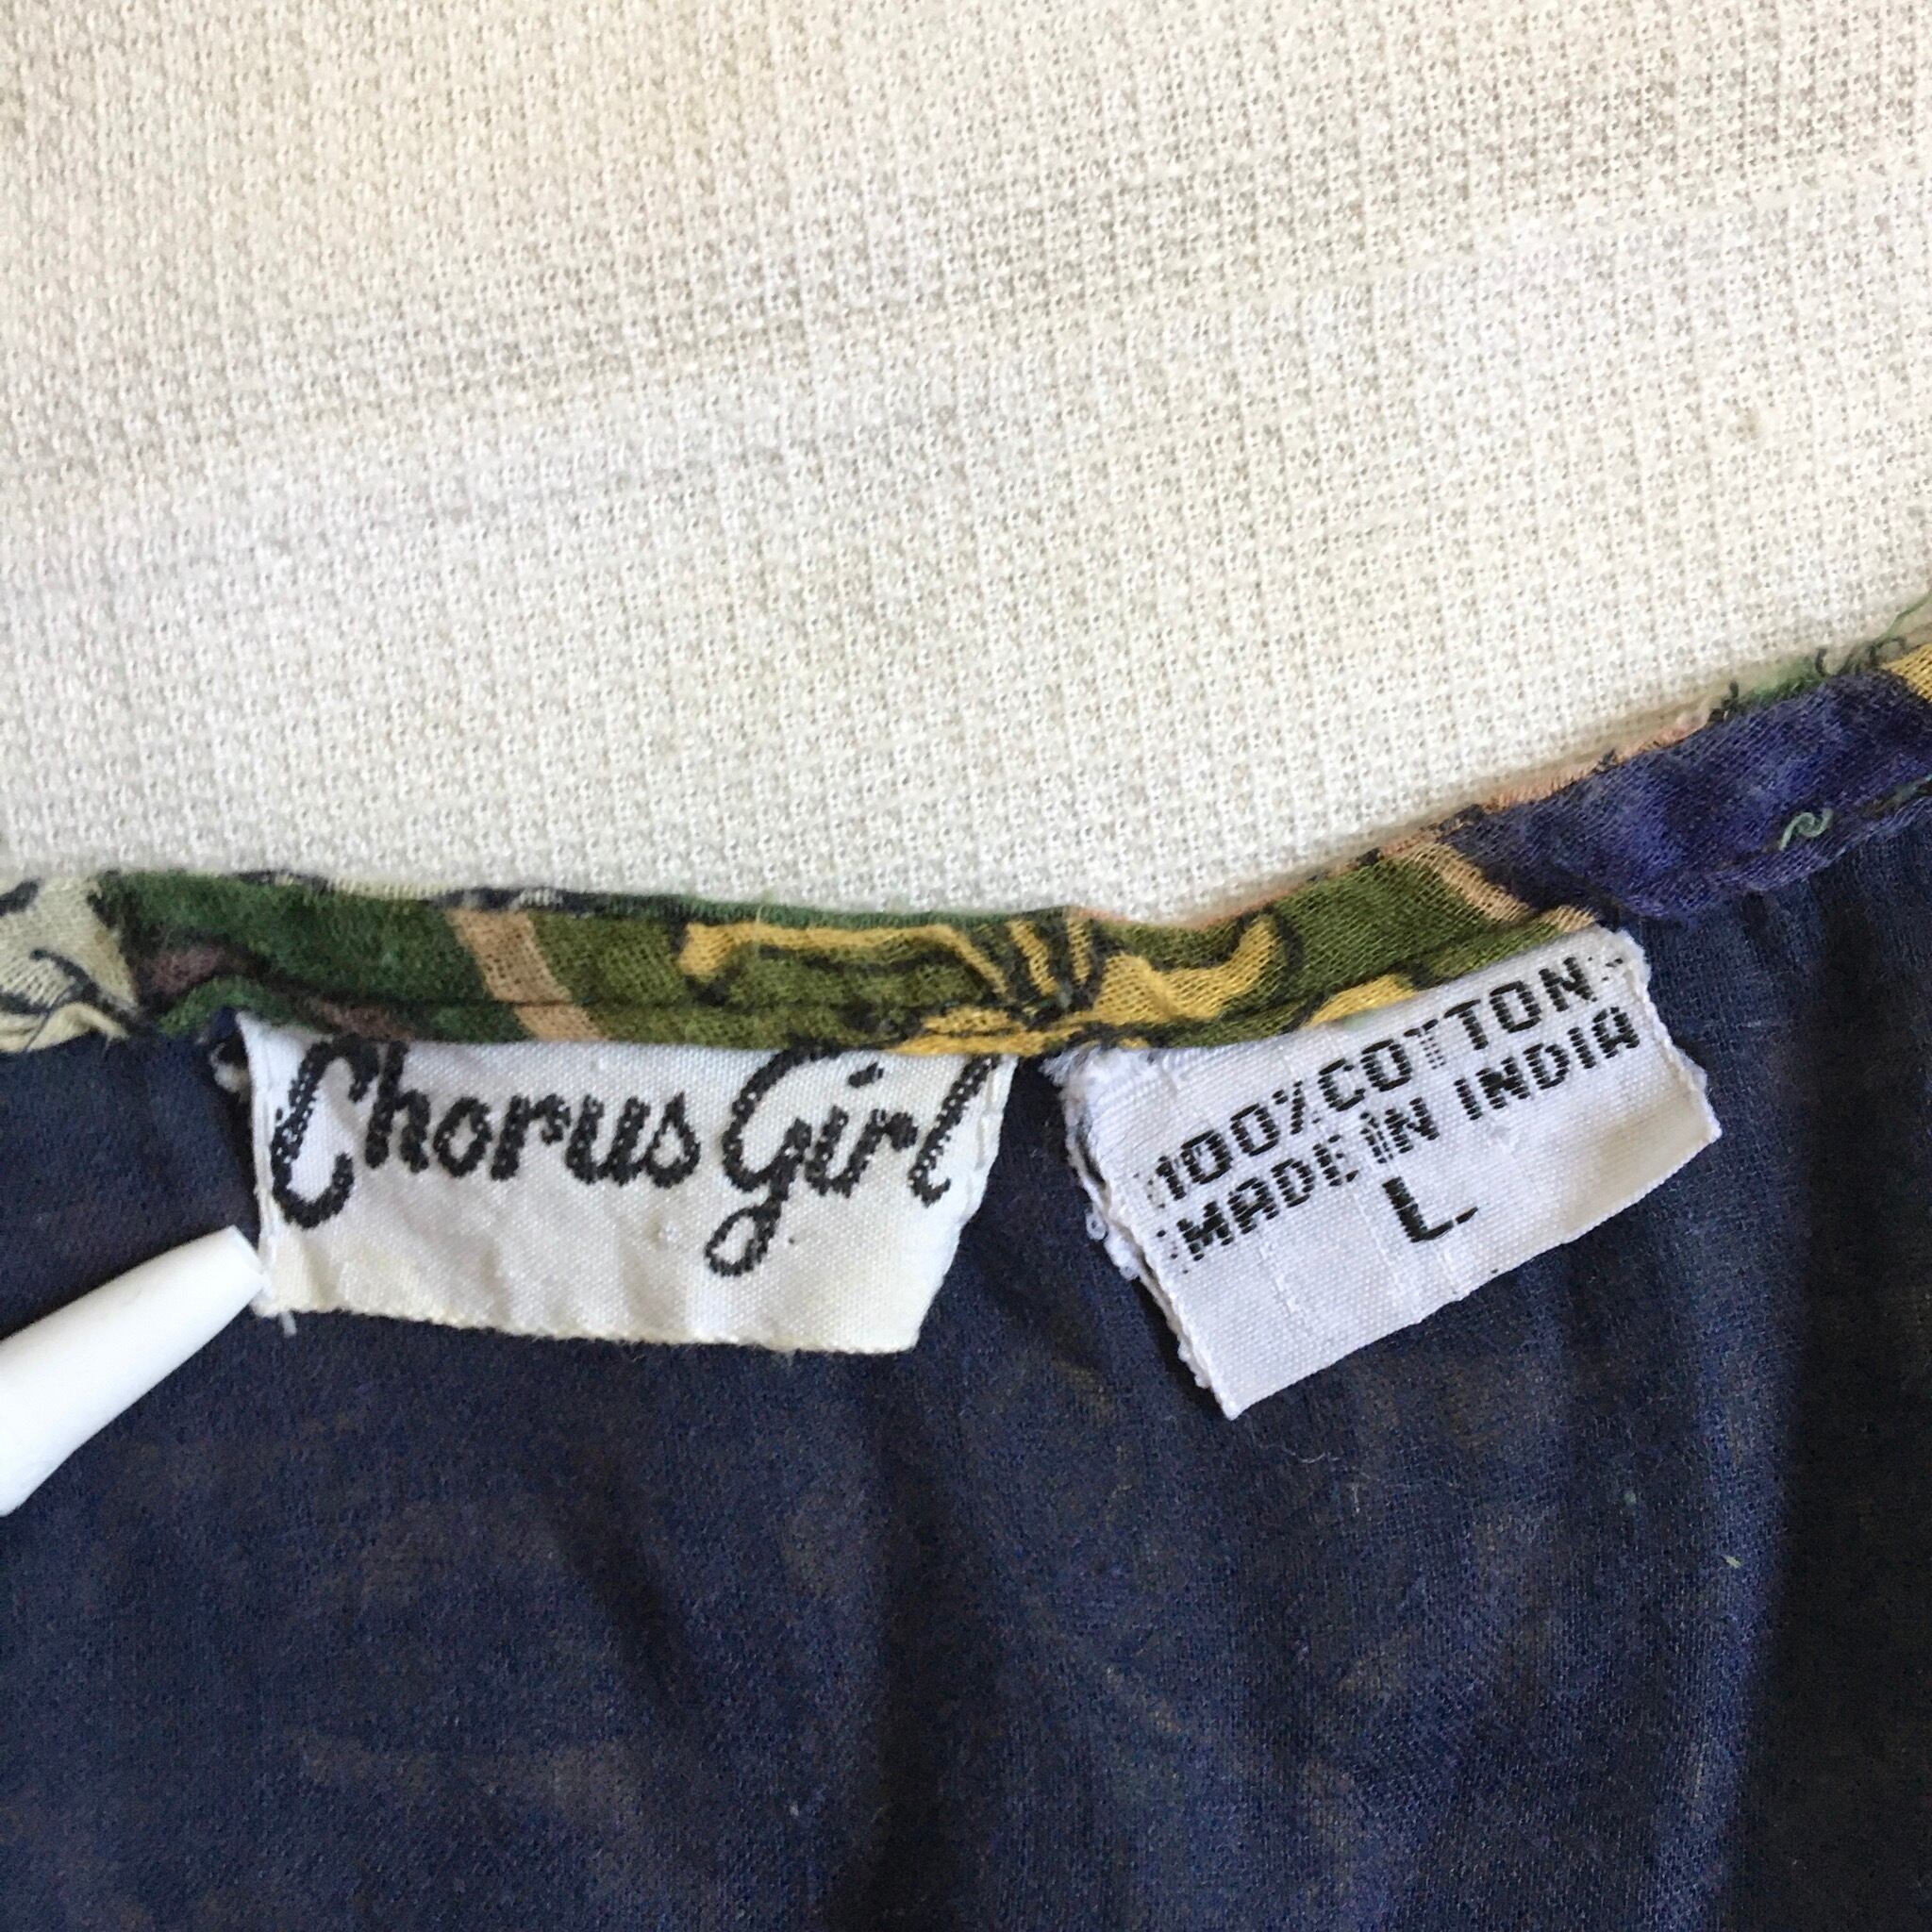 Chorus Girl
100% COTTON
MADE IN INDIA
L